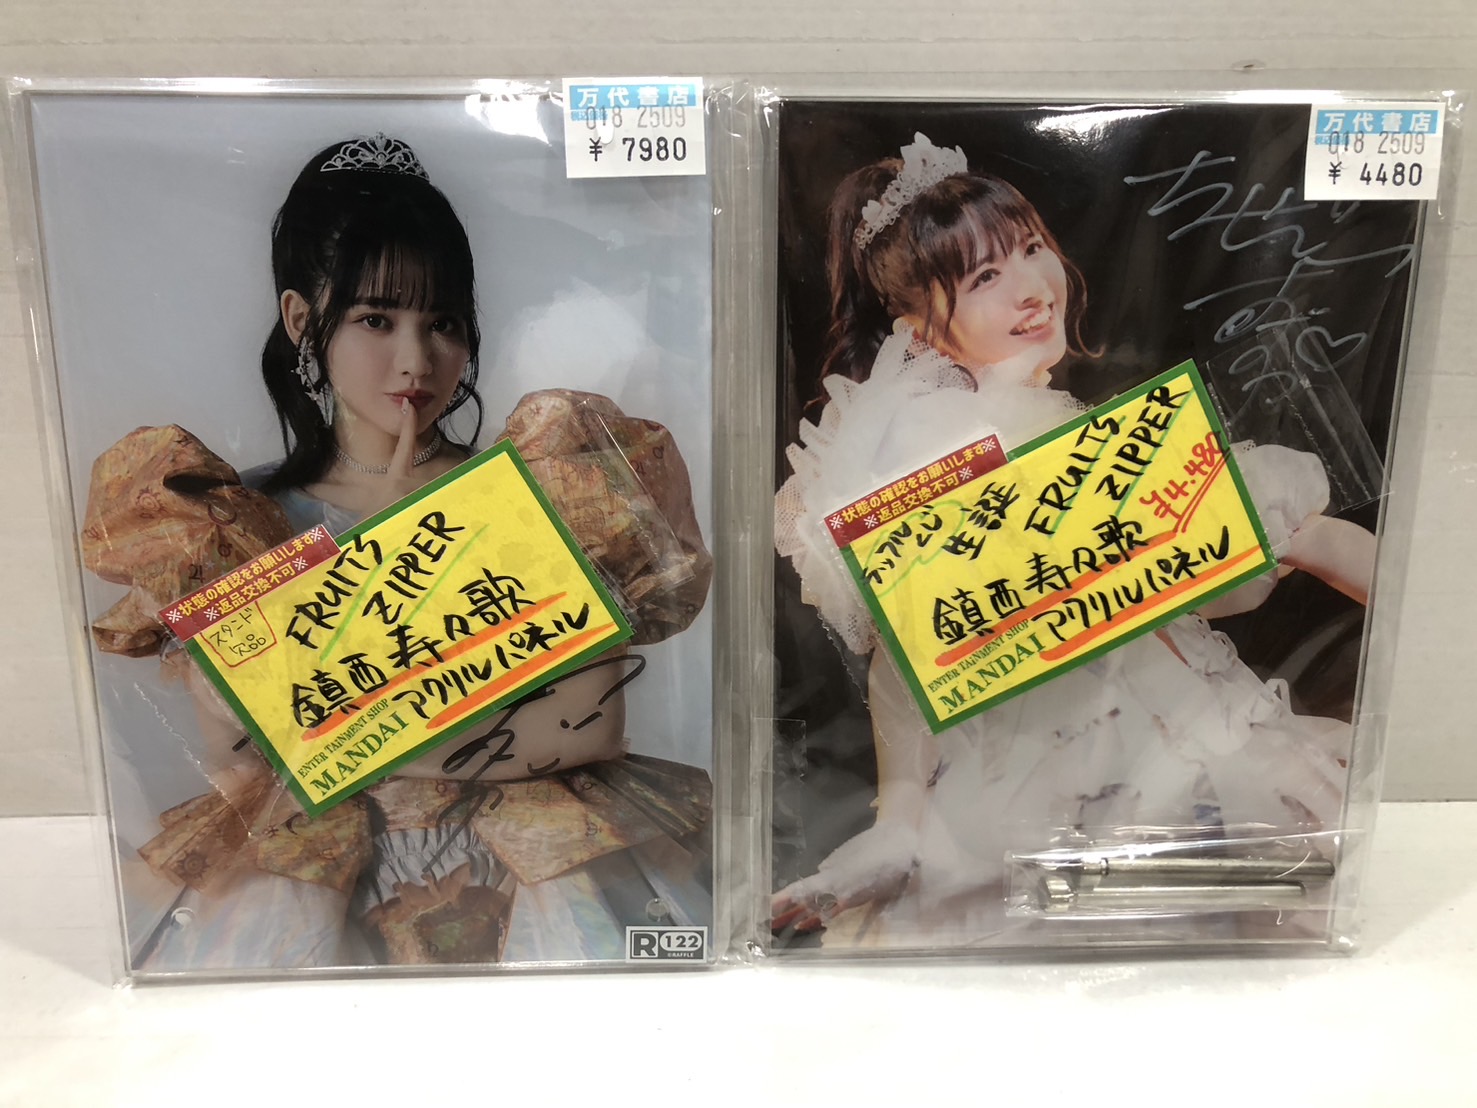 万代書店
018 2509
¥ 7980
※状態の確認をお願いします※
※返品交換不可※
スタンド
欠品
FRUITS
ZIPPER
鎮西寿々歌
アクリルパネル
ENTERTAINMENT SHOP
MANDAI
R 122
©RAFFLE
万代書店
018 2509
¥ 4480
※状態の確認をお願いします※
※返品交換不可※
生誕
FRUITS
ZIPPER
¥4.480
鎮西寿々歌
アクリルパネル
ENTERTAINMENT SHOP
MANDAI